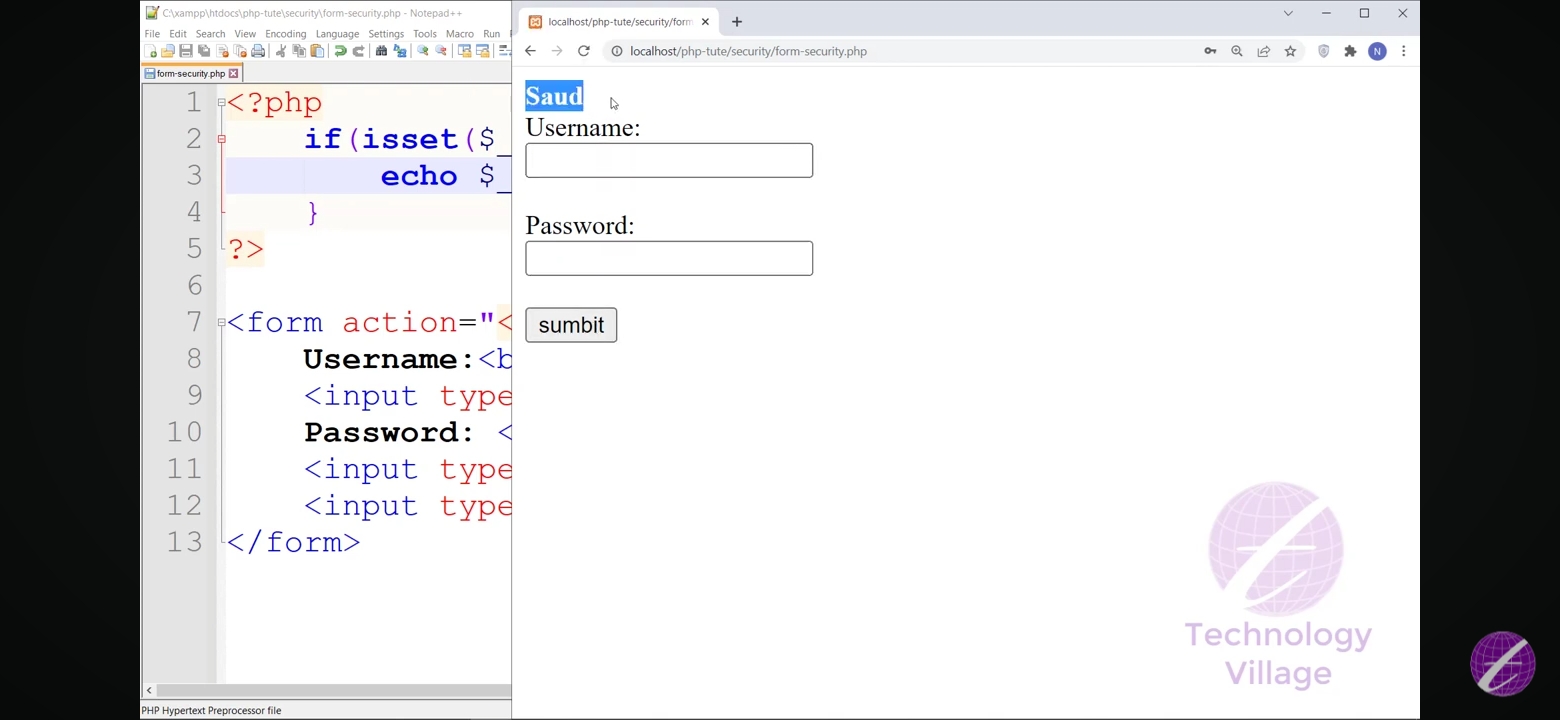 C:\xampp\htdocs\php-tute\security\form-security.php - Notepad++
File Edit Search View Encoding Language Settings Tools Macro Run
form-security.php
1 <?php
2 if(isset($_
3 echo $_
4 }
5 ?>
6
7 <form action="<
8 Username:<b
9 <input type
10 Password: <
11 <input type
12 <input type
13 </form>
PHP Hypertext Preprocessor file
localhost/php-tute/security/form
localhost/php-tute/security/form-security.php
N
Saud
Username:
Password:
sumbit
Technology
Village